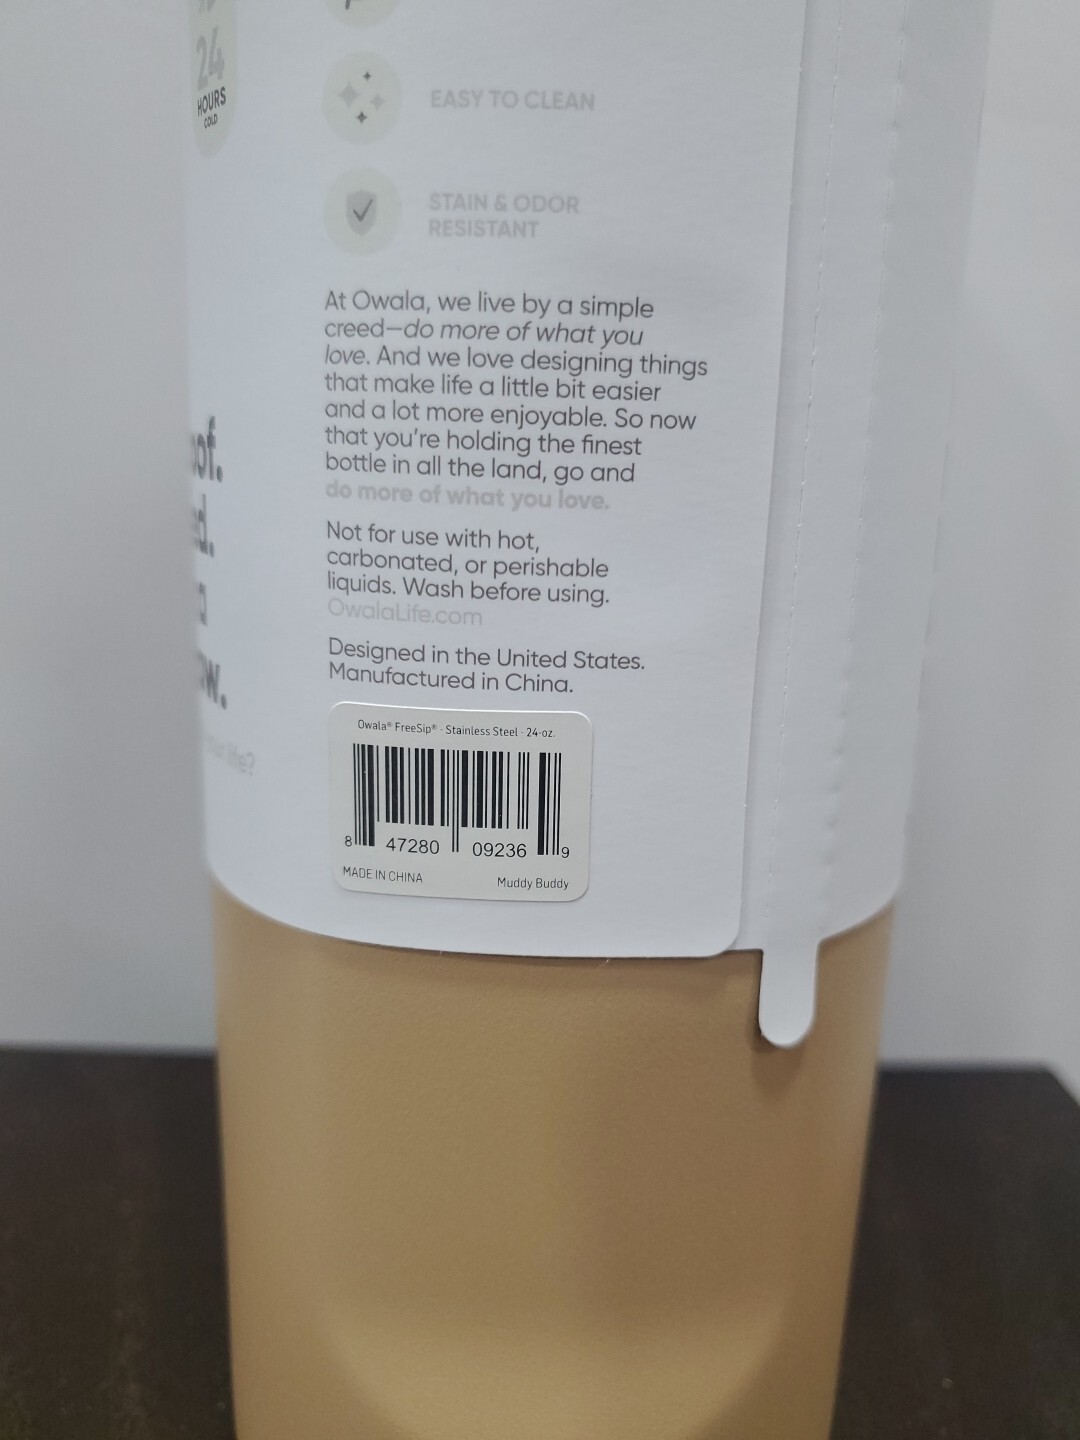 24
HOURS
COLD
EASY TO CLEAN
STAIN & ODOR
RESISTANT
At Owala, we live by a simple
creed—do more of what you
love. And we love designing things
that make life a little bit easier
and a lot more enjoyable. So now
that you're holding the finest
bottle in all the land, go and
do more of what you love.
Not for use with hot,
carbonated, or perishable
liquids. Wash before using.
OwalaLife.com
Designed in the United States.
Manufactured in China.
Owala® FreeSip® - Stainless Steel - 24-oz.
8 47280 09236 9
MADE IN CHINA Muddy Buddy